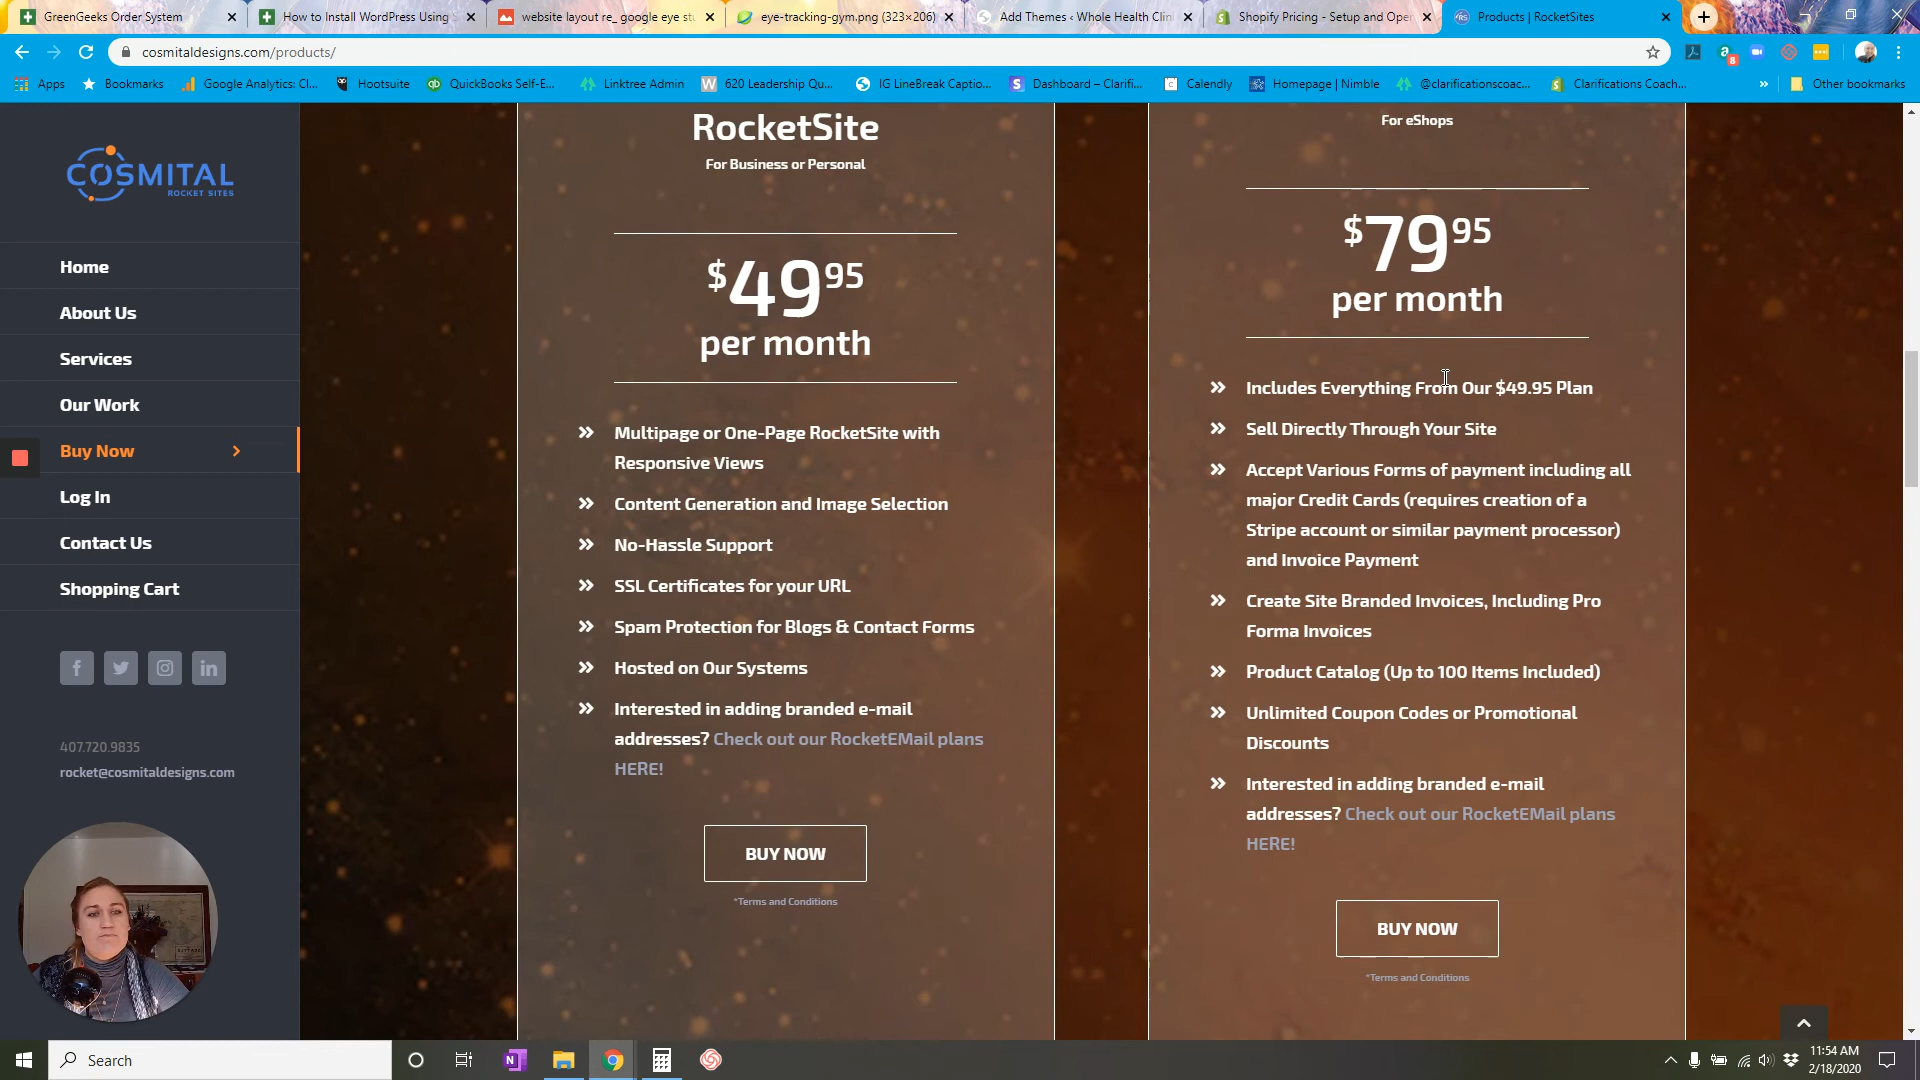 GreenGeeks Order System
How to Install WordPress Using S
website layout re_ google eye stu
eye-tracking-gym.png (323×206)
Add Themes ‹ Whole Health Clini
Shopify Pricing - Setup and Oper
Products | RocketSites
cosmitaldesigns.com/products/
8
Apps
Bookmarks
Google Analytics: Cl...
Hootsuite
QuickBooks Self-E...
Linktree Admin
620 Leadership Qu...
IG LineBreak Captio...
Dashboard – Clarifi...
Calendly
Homepage | Nimble
@clarificationscoac...
Clarifications Coach...
»
Other bookmarks
COSMITAL
ROCKET SITES
Home
About Us
Services
Our Work
Buy Now
Log In
Contact Us
Shopping Cart
407.720.9835
rocket@cosmitaldesigns.com
RocketSite
For Business or Personal
$49 95
per month
Multipage or One-Page RocketSite with
Responsive Views
Content Generation and Image Selection
No-Hassle Support
SSL Certificates for your URL
Spam Protection for Blogs & Contact Forms
Hosted on Our Systems
Interested in adding branded e-mail
addresses? Check out our RocketEMail plans
HERE!
BUY NOW
*Terms and Conditions
For eShops
$79 95
per month
Includes Everything From Our $49.95 Plan
Sell Directly Through Your Site
Accept Various Forms of payment including all
major Credit Cards (requires creation of a
Stripe account or similar payment processor)
and Invoice Payment
Create Site Branded Invoices, Including Pro
Forma Invoices
Product Catalog (Up to 100 Items Included)
Unlimited Coupon Codes or Promotional
Discounts
Interested in adding branded e-mail
addresses? Check out our RocketEMail plans
HERE!
BUY NOW
*Terms and Conditions
Search
11:54 AM
2/18/2020